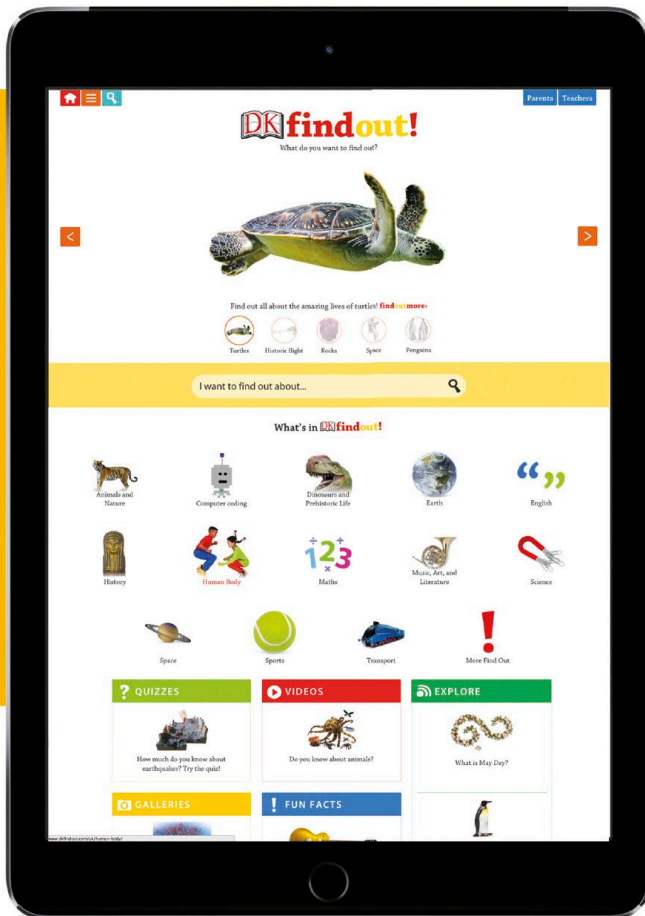 Parents Teachers
DK findout!
What do you want to find out?
<
>
Find out all about the amazing lives of turtles! findoutmore›
Turtles Historic flight Rocks Space Penguins
I want to find out about...
What's in DK findout!
Animals and
Nature
Computer coding
Dinosaurs and
Prehistoric Life
Earth
“ ”
English
History
Human Body
÷ +
123
×
Maths
Music, Art, and
Literature
Science
Space
Sports
Transport
!
More Find Out
? QUIZZES
How much do you know about
earthquakes? Try the quiz!
VIDEOS
Do you know about animals?
EXPLORE
What is May Day?
GALLERIES
! FUN FACTS